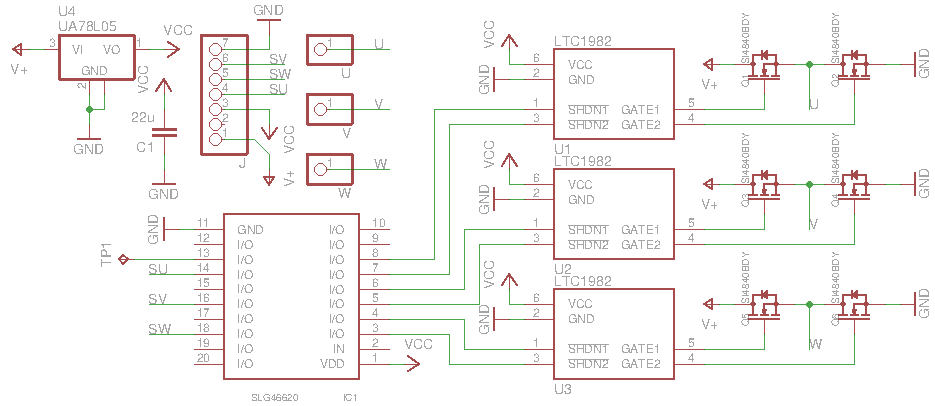 U4
UA78L05
3 VI VO 1
GND
2
V+
VCC
GND
VCC
22u
C1
GND
GND
7
6 SV
5 SW
4 SU
3
2
1
J
VCC
V+
1 U
U
1 V
V
1 W
W
GND
TP1
SU
SV
SW
11 GND I/O 10
12 I/O I/O 9
13 I/O I/O 8
14 I/O I/O 7
15 I/O I/O 6
16 I/O I/O 5
17 I/O I/O 4
18 I/O I/O 3
19 I/O IN 2
20 I/O VDD 1
VCC
SLG46620 IC1
VCC
GND
LTC1982
6 VCC
2 GND
1 SHDN1 GATE1 5
3 SHDN2 GATE2 4
U1
V+
Q1
SI4840BDY
U
Q2
SI4840BDY
GND
VCC
GND
LTC1982
6 VCC
2 GND
1 SHDN1 GATE1 5
3 SHDN2 GATE2 4
U2
V+
Q3
SI4840BDY
V
Q4
SI4840BDY
GND
VCC
GND
LTC1982
6 VCC
2 GND
1 SHDN1 GATE1 5
3 SHDN2 GATE2 4
U3
V+
Q5
SI4840BDY
W
Q6
SI4840BDY
GND